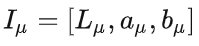 I_μ = [L_μ, a_μ, b_μ]